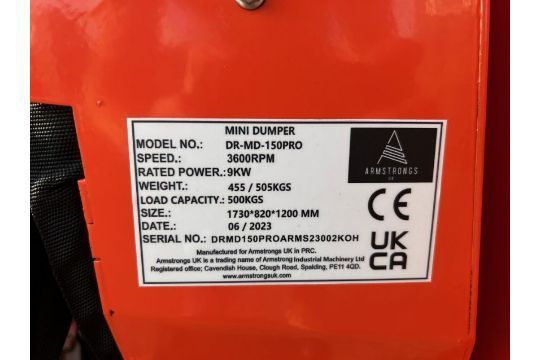 MINI DUMPER
MODEL NO.: DR-MD-150PRO
SPEED.: 3600RPM
RATED POWER.: 9KW
WEIGHT.: 455 / 505KGS
LOAD CAPACITY.: 500KGS
SIZE.: 1730*820*1200 MM
DATE.: 06 / 2023
SERIAL NO.: DRMD150PROARMS23002KOH
Manufactured for Armstrongs UK in PRC.
Armstrongs UK is a trading name of Armstrong Industrial Machinery Ltd
Registered office; Cavendish House, Clough Road, Spalding, PE11 4QD.
www.armstrongsuk.com
ARMSTRONGS
UK
CE
UK
CA